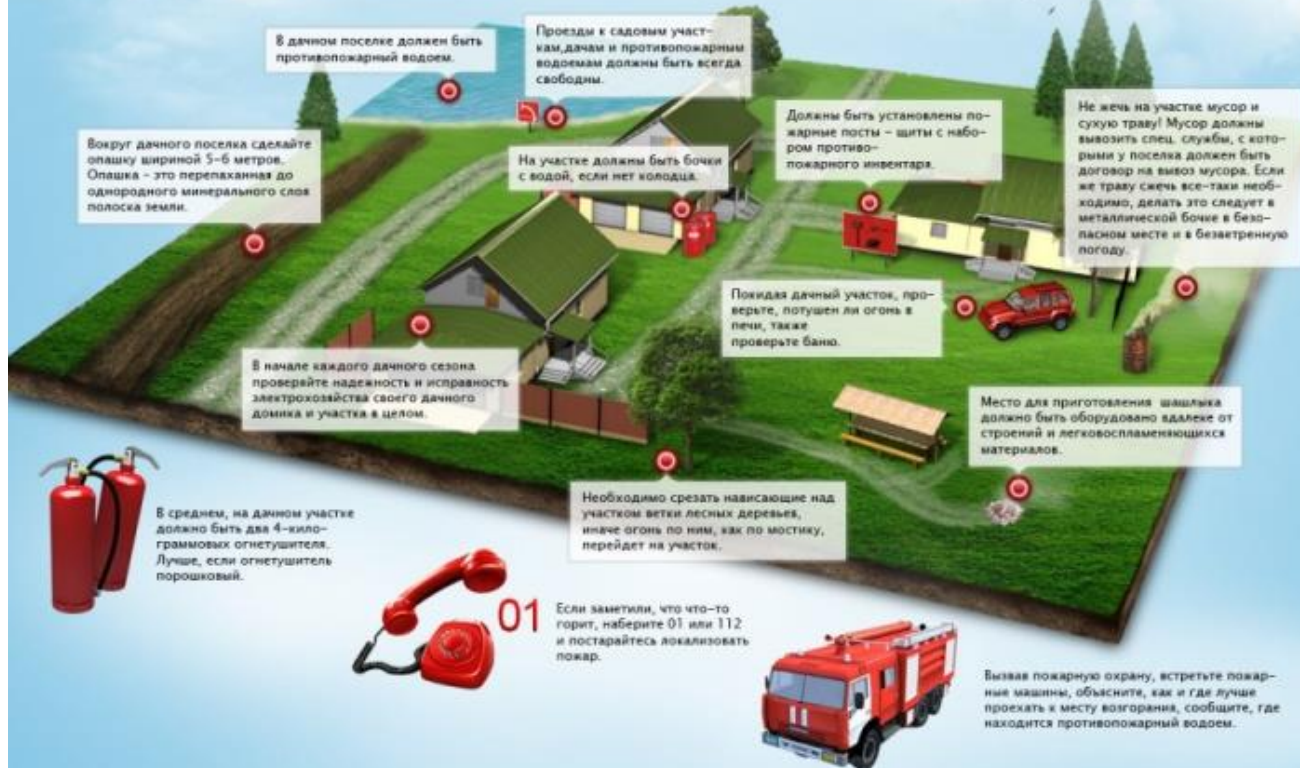 В дачном поселке должен быть
противопожарный водоем.
Проезды к садовым участ-
кам,дачам и противопожарным
водоемам должны быть всегда
свободны.
Вокруг дачного поселка сделайте
опашку шириной 5-6 метров.
Опашка - это перепаханная до
однородного минерального слоя
полоска земли.
На участке должны быть бочки
с водой, если нет колодца.
Должны быть установлены по-
жарные посты - щиты с набо-
ром противо-
пожарного инвентаря.
Не жечь на участке мусор и
сухую траву! Мусор должны
вывозить спец. службы, с кото-
рыми у поселка должен быть
договор на вывоз мусора. Если
же траву сжечь все-таки необ-
ходимо, делать это следует в
металлической бочке в безо-
пасном месте и в безветренную
погоду.
Покидая дачный участок, про-
верьте, потушен ли огонь в
печи, также
проверьте баню.
В начале каждого дачного сезона
проверяйте надежность и исправность
электрохозяйства своего дачного
домика и участка в целом.
Место для приготовления шашлыка
должно быть оборудовано вдалеке от
строений и легковоспламеняющихся
материалов.
Необходимо срезать нависающие над
участком ветки лесных деревьев,
иначе огонь по ним, как по мостику,
перейдет на участок.
В среднем, на дачном участке
должно быть два 4-кило-
граммовых огнетушителя.
Лучше, если огнетушитель
порошковый.
01
Если заметили, что что-то
горит, наберите 01 или 112
и постарайтесь локализовать
пожар.
Вызвав пожарную охрану, встретьте пожар-
ные машины, объясните, как и где лучше
проехать к месту возгорания, сообщите, где
находится противопожарный водоем.